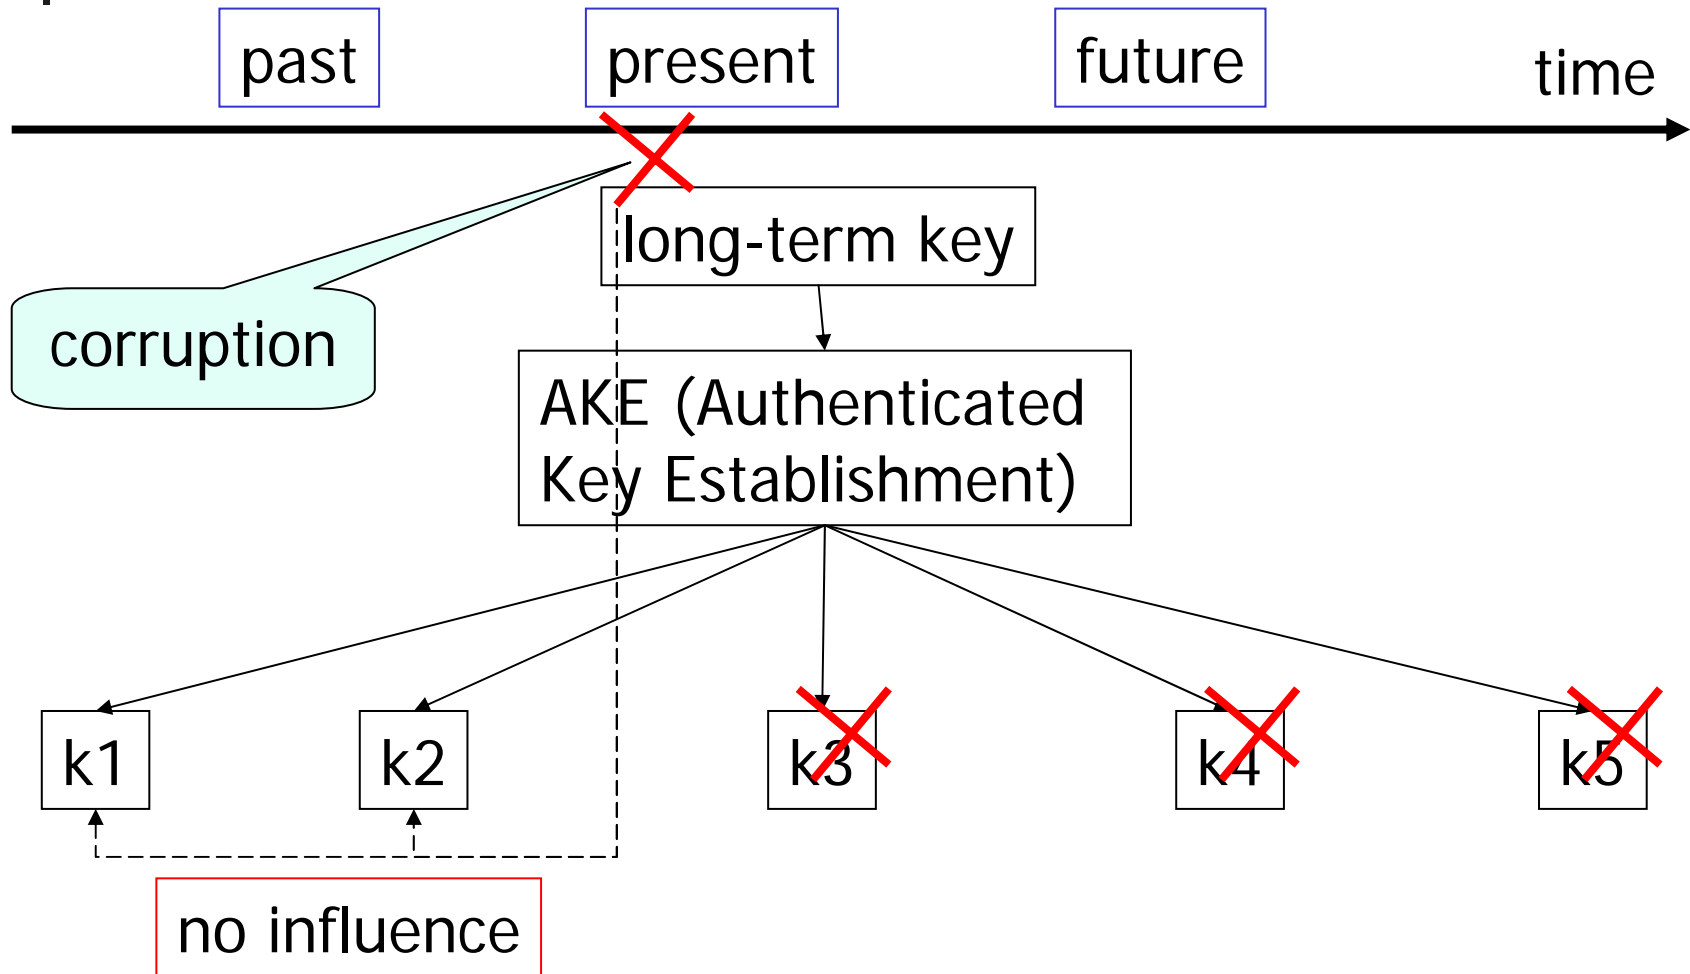 past
present
future
time
long-term key
corruption
AKE (Authenticated
Key Establishment)
k1
k2
k3
k4
k5
no influence